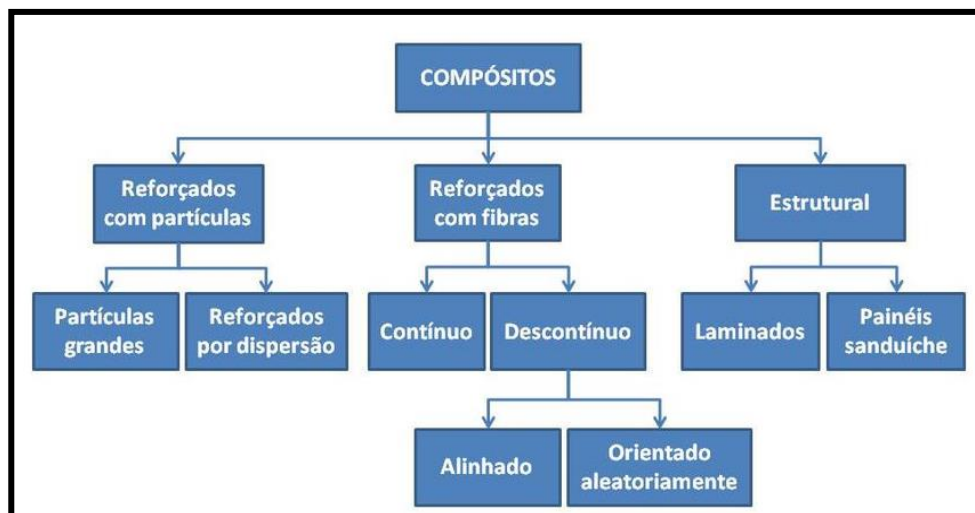 COMPÓSITOS
Reforçados
com partículas
Reforçados
com fibras
Estrutural
Partículas
grandes
Reforçados
por dispersão
Contínuo
Descontínuo
Laminados
Painéis
sanduíche
Alinhado
Orientado
aleatoriamente